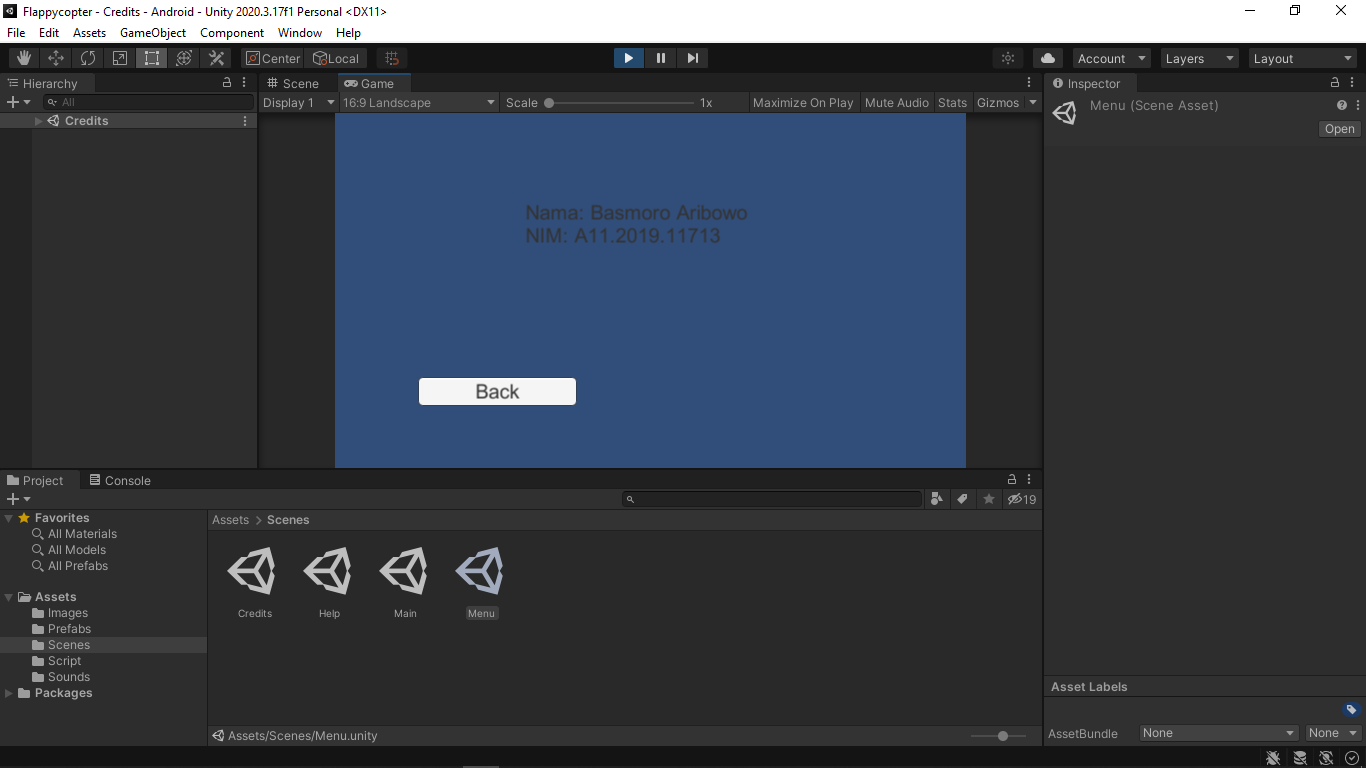 Flappycopter - Credits - Android - Unity 2020.3.17f1 Personal <DX11>
File Edit Assets GameObject Component Window Help
Center Local Account Layers Layout
Hierarchy
All
Credits
Scene Game
Display 1 16:9 Landscape Scale 1x Maximize On Play Mute Audio Stats Gizmos
Nama: Basmoro Aribowo
NIM: A11.2019.11713
Back
Inspector
Menu (Scene Asset)
Open
Project Console
19
Favorites
All Materials
All Models
All Prefabs
Assets
Images
Prefabs
Scenes
Script
Sounds
Packages
Assets > Scenes
Credits Help Main Menu
Assets/Scenes/Menu.unity
Asset Labels
AssetBundle None None